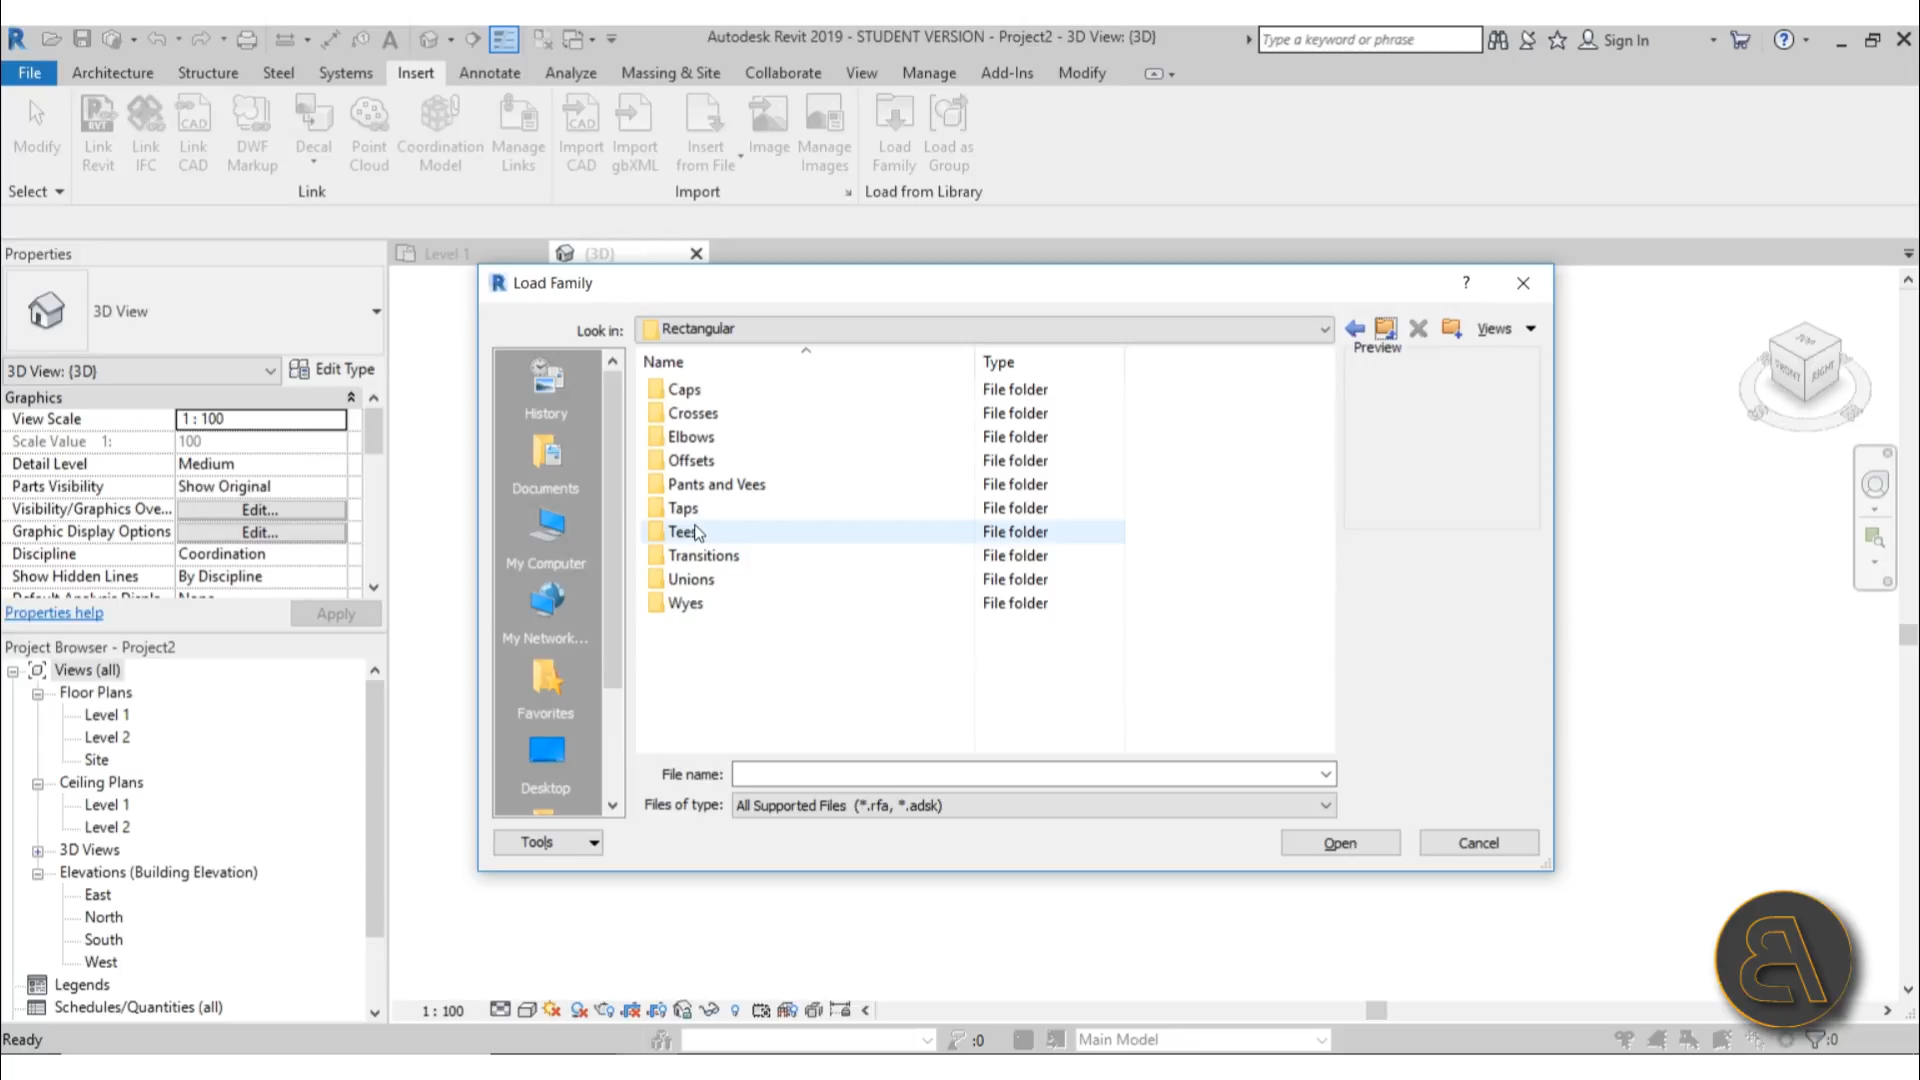 Autodesk Revit 2019 - STUDENT VERSION - Project2 - 3D View: {3D}
Type a keyword or phrase
Sign In
File Architecture Structure Steel Systems Insert Annotate Analyze Massing & Site Collaborate View Manage Add-Ins Modify
Modify
Link Revit
Link IFC
Link CAD
DWF Markup
Decal
Point Cloud
Coordination Model
Manage Links
Import CAD
Import gbXML
Insert from File
Image
Manage Images
Load Family
Load as Group
Select
Link
Import
Load from Library
Properties
Level 1
{3D}
3D View
3D View: {3D}
Edit Type
Graphics
View Scale 1 : 100
Scale Value 1: 100
Detail Level Medium
Parts Visibility Show Original
Visibility/Graphics Ove... Edit...
Graphic Display Options Edit...
Discipline Coordination
Show Hidden Lines By Discipline
Properties help
Apply
Project Browser - Project2
Views (all)
Floor Plans
Level 1
Level 2
Site
Ceiling Plans
Level 1
Level 2
3D Views
Elevations (Building Elevation)
East
North
South
West
Legends
Schedules/Quantities (all)
Load Family
?
Look in: Rectangular
Views
Preview
History
Documents
My Computer
My Network...
Favorites
Desktop
Name Type
Caps File folder
Crosses File folder
Elbows File folder
Offsets File folder
Pants and Vees File folder
Taps File folder
Tees File folder
Transitions File folder
Unions File folder
Wyes File folder
File name:
Files of type: All Supported Files (*.rfa, *.adsk)
Tools
Open
Cancel
FRONT RIGHT
1 : 100
Ready
:0
Main Model
:0